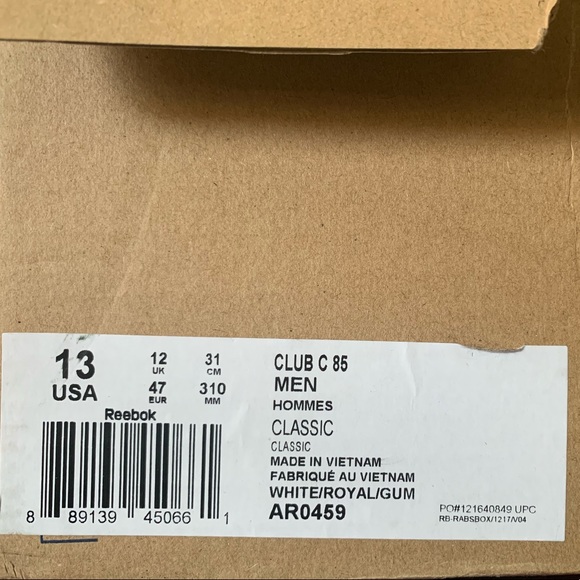 13 USA
12 UK
31 CM
47 EUR
310 MM
Reebok
8 89139 45066 1
CLUB C 85
MEN
HOMMES
CLASSIC
CLASSIC
MADE IN VIETNAM
FABRIQUÉ AU VIETNAM
WHITE/ROYAL/GUM
AR0459
PO#121640849 UPC
RB-RABSBOX/1217/V04